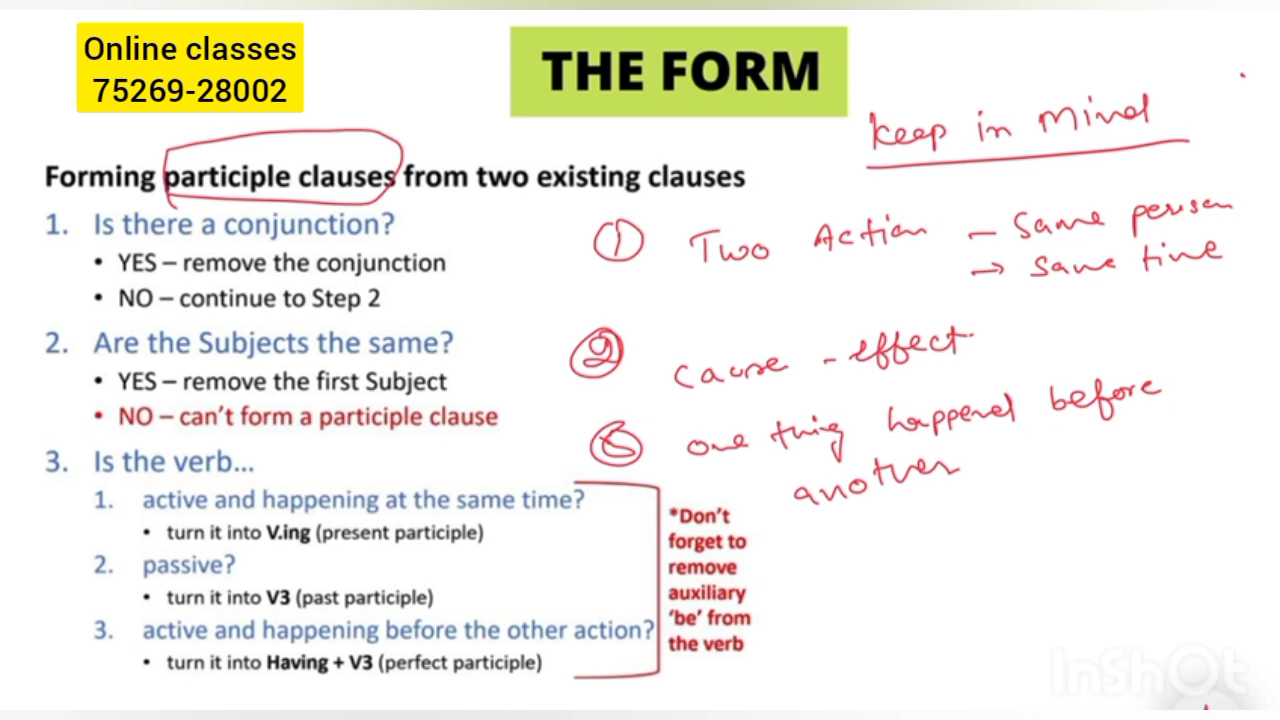 Online classes
75269-28002
THE FORM
Keep in Mind
Forming participle clauses from two existing clauses
1. Is there a conjunction?
• YES – remove the conjunction
• NO – continue to Step 2
2. Are the Subjects the same?
• YES – remove the first Subject
• NO – can't form a participle clause
3. Is the verb...
1. active and happening at the same time?
• turn it into V.ing (present participle)
2. passive?
• turn it into V3 (past participle)
3. active and happening before the other action?
• turn it into Having + V3 (perfect participle)
*Don't
forget to
remove
auxiliary
'be' from
the verb
① Two Action – Same person
→ Same time
② Cause - effect
one thing happened before
another
InShOt